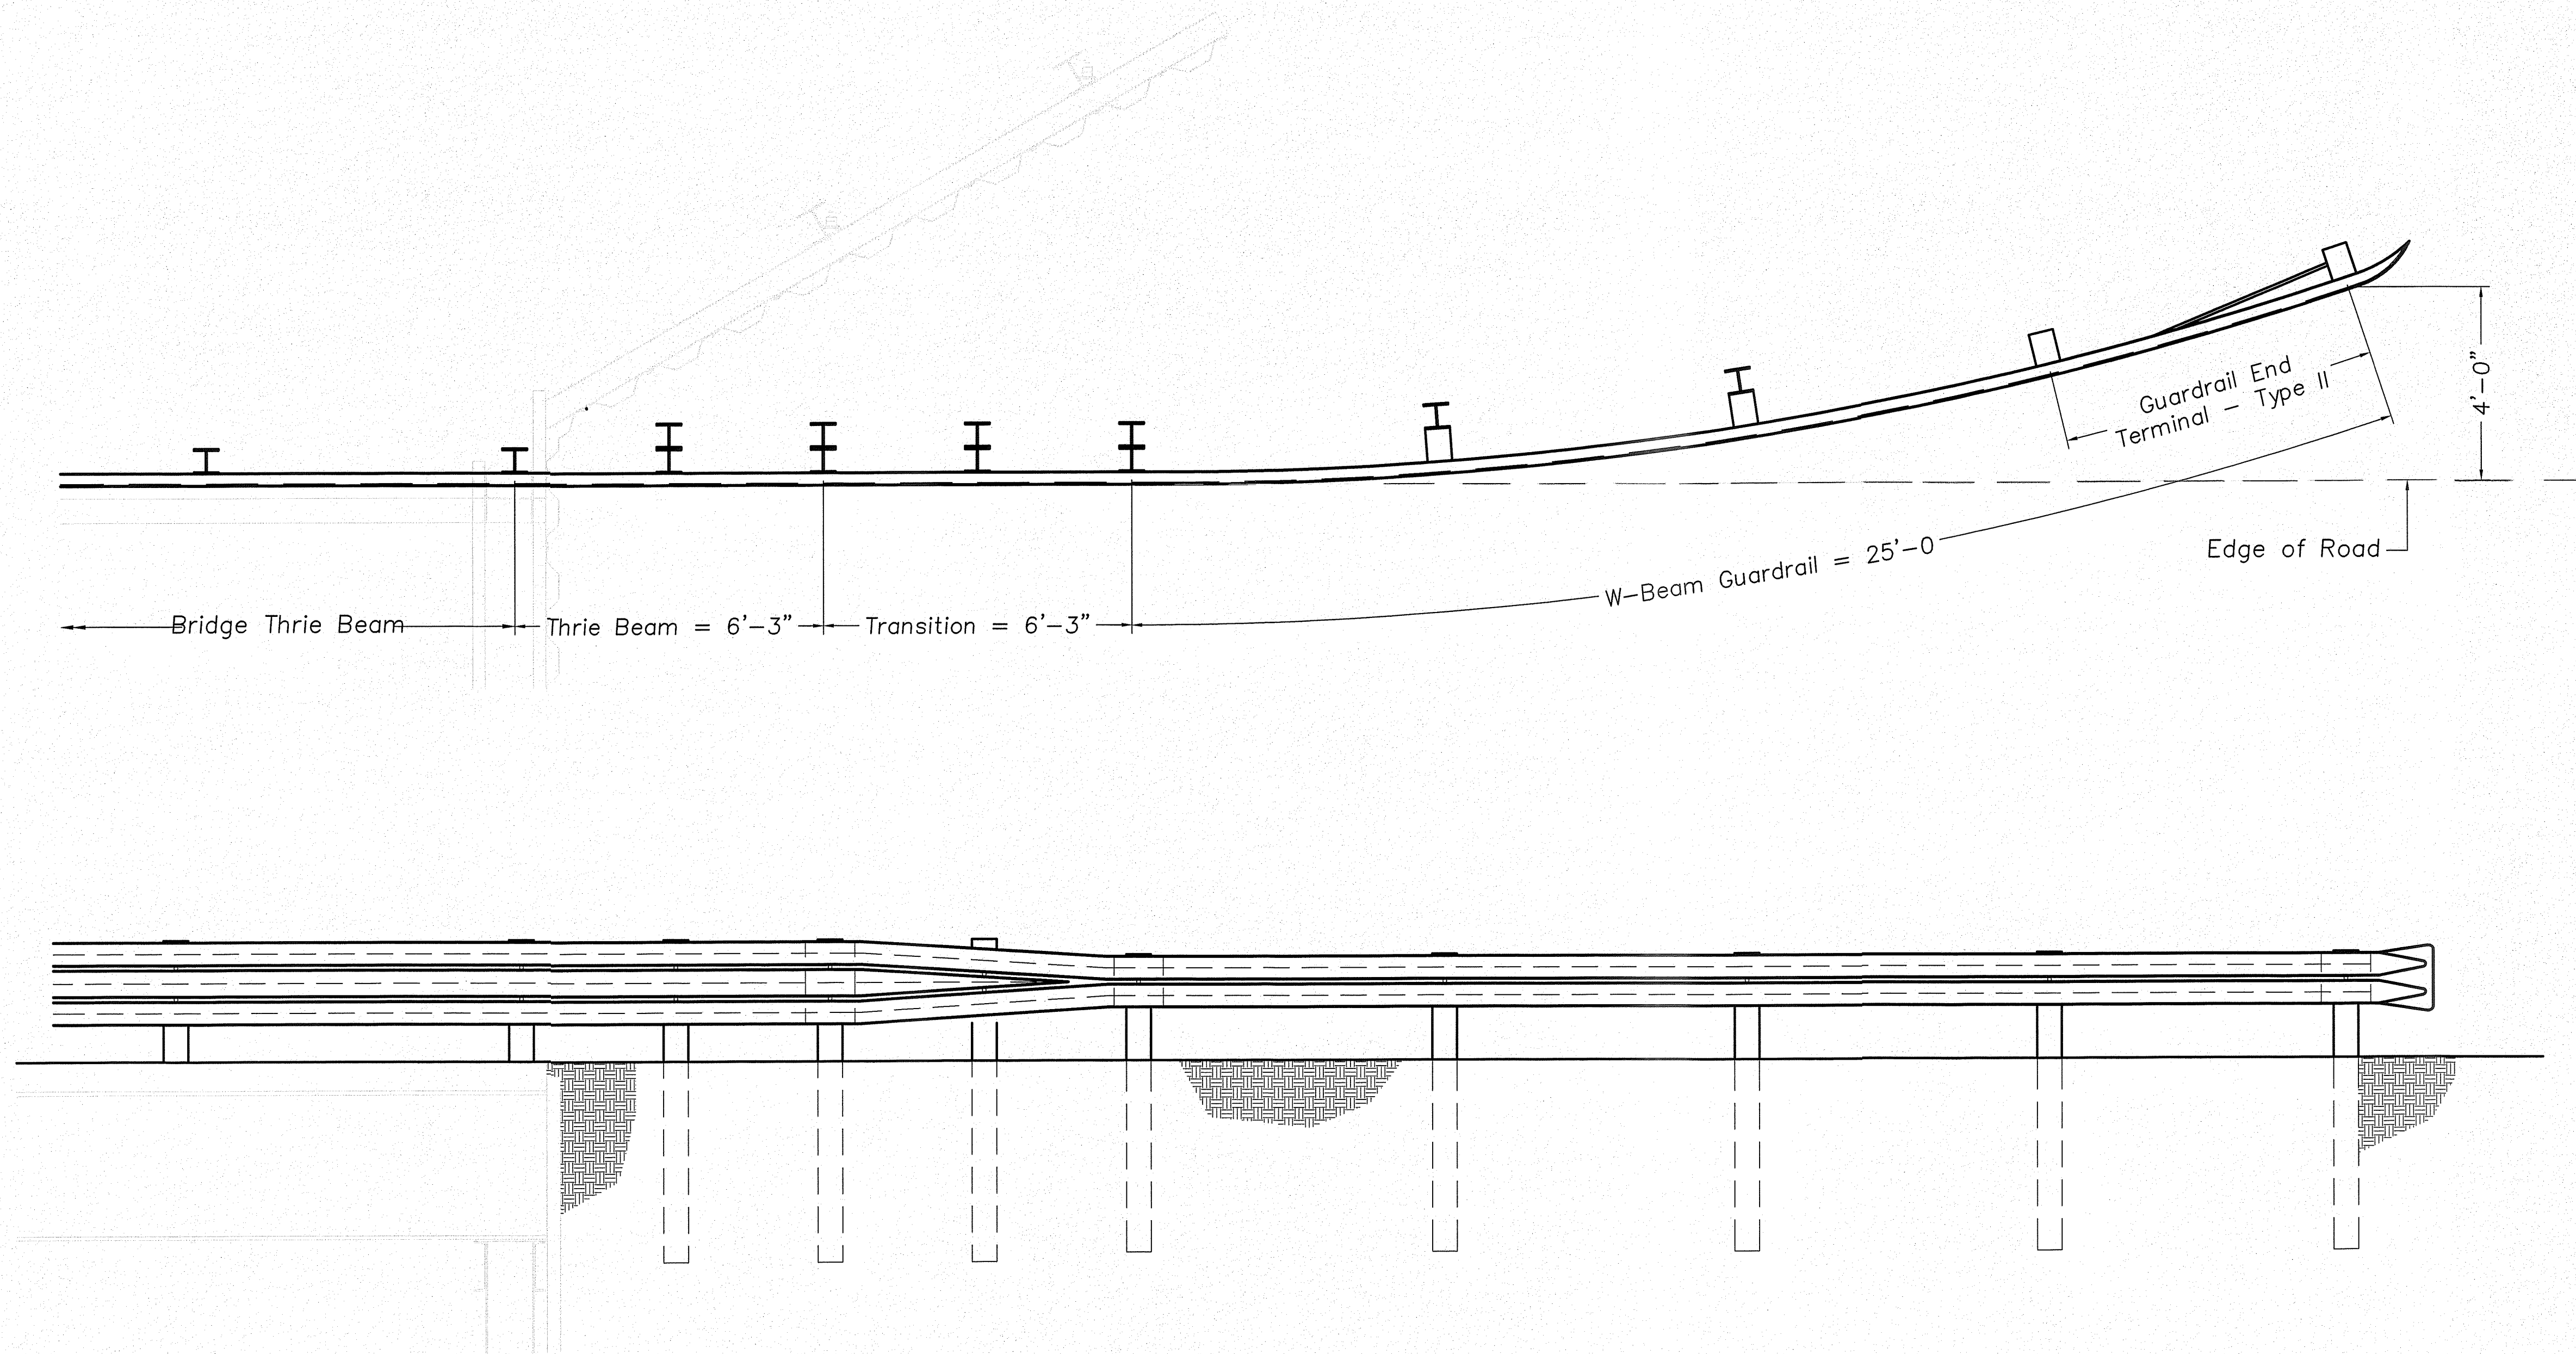 Guardrail End
Terminal – Type II
4'–0"
Edge of Road
W–Beam Guardrail = 25'–0
Bridge Thrie Beam
Thrie Beam = 6'–3"
Transition = 6'–3"